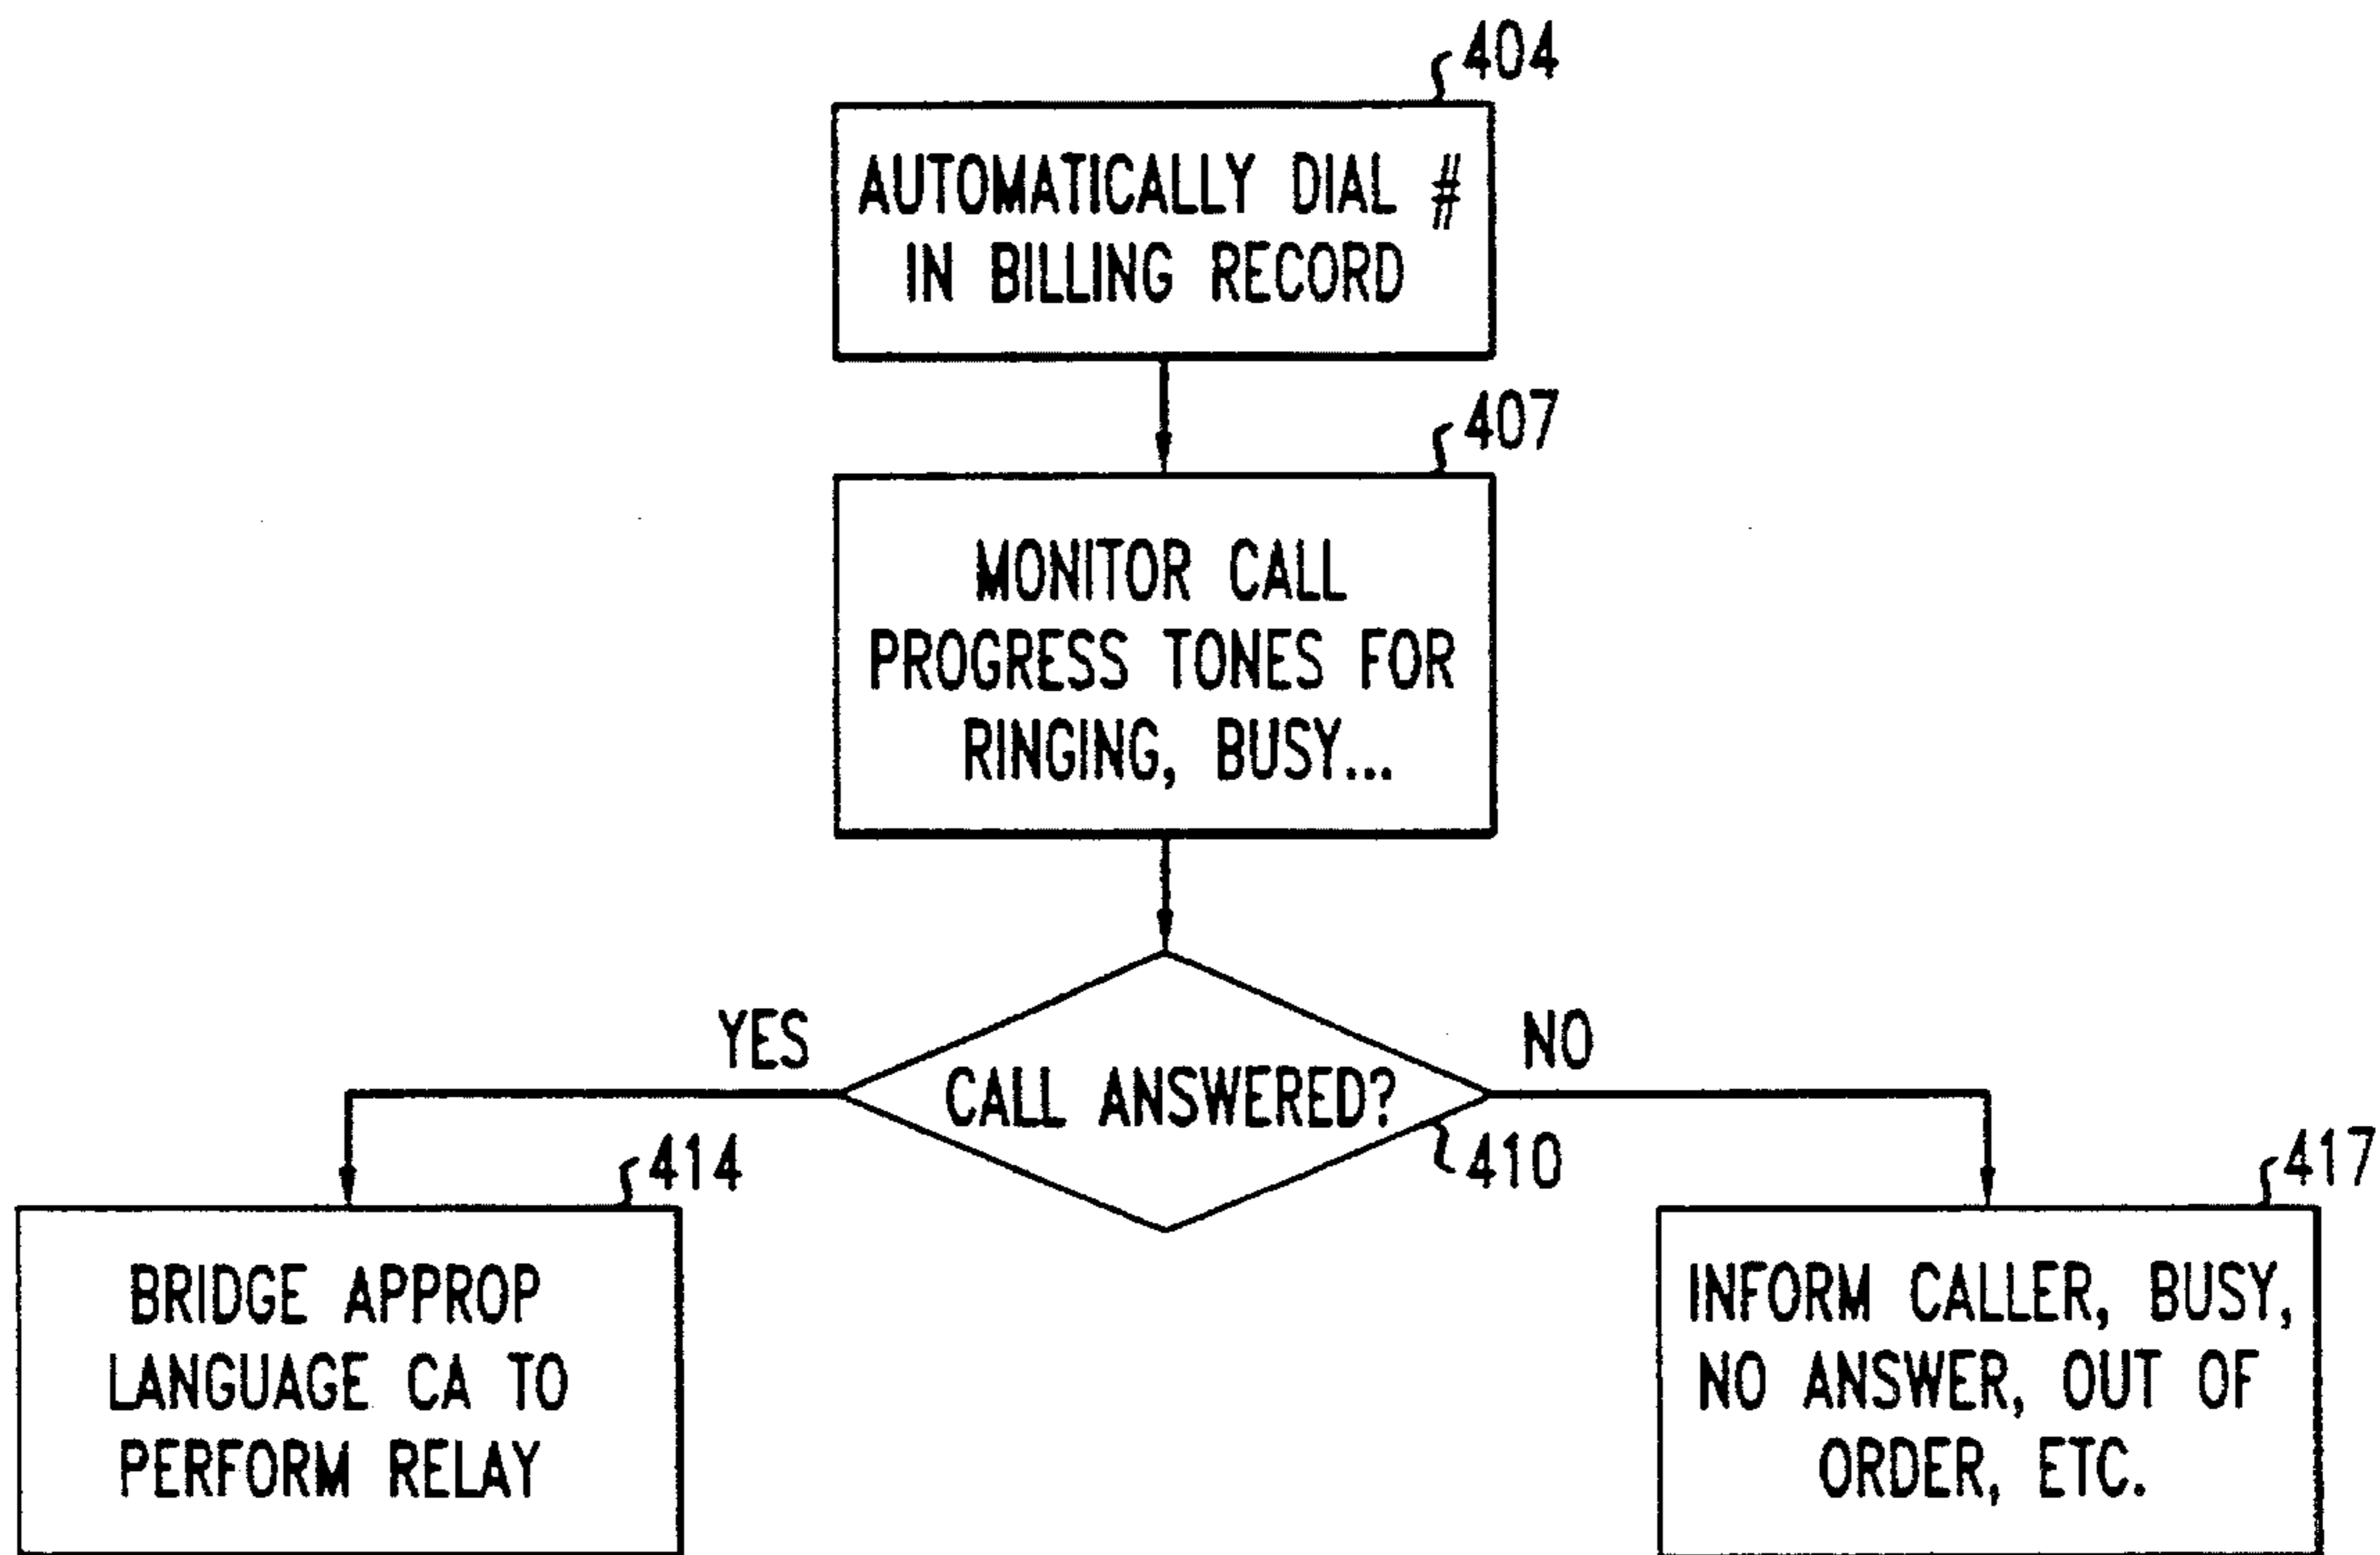 404
AUTOMATICALLY DIAL #
IN BILLING RECORD
407
MONITOR CALL
PROGRESS TONES FOR
RINGING, BUSY...
YES
NO
CALL ANSWERED?
410
414
BRIDGE APPROP
LANGUAGE CA TO
PERFORM RELAY
417
INFORM CALLER, BUSY,
NO ANSWER, OUT OF
ORDER, ETC.